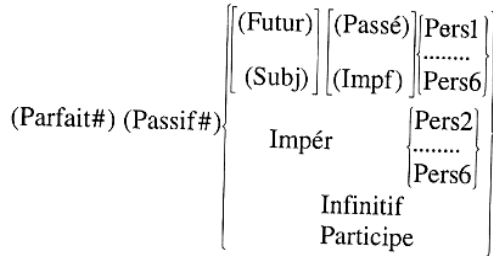 (Futur) (Passé) Pers1
........
(Subj) (Impf) Pers6
(Parfait#) (Passif#)
Impér Pers2
........
Pers6
Infinitif
Participe